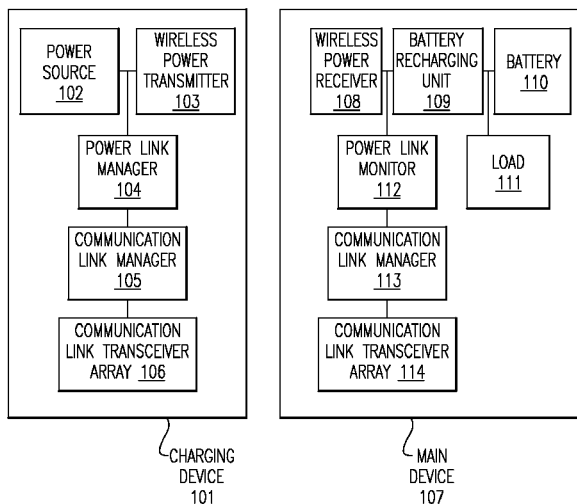 POWER
SOURCE
102
WIRELESS
POWER
TRANSMITTER
103
POWER LINK
MANAGER
104
COMMUNICATION
LINK MANAGER
105
COMMUNICATION
LINK TRANSCEIVER
ARRAY 106
CHARGING
DEVICE
101
WIRELESS
POWER
RECEIVER
108
BATTERY
RECHARGING
UNIT
109
BATTERY
110
POWER LINK
MONITOR
112
LOAD
111
COMMUNICATION
LINK MANAGER
113
COMMUNICATION
LINK TRANSCEIVER
ARRAY 114
MAIN
DEVICE
107